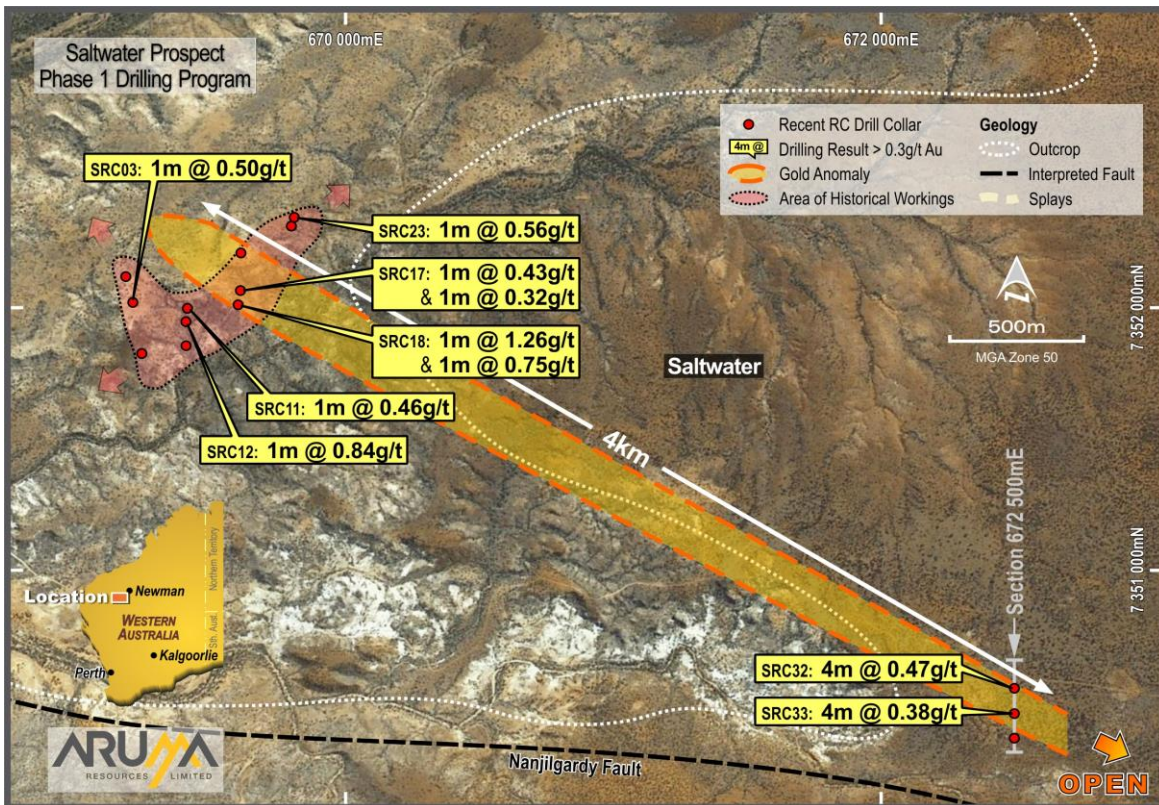 Saltwater Prospect
Phase 1 Drilling Program
670 000mE
672 000mE
Recent RC Drill Collar
4m @
Drilling Result > 0.3g/t Au
Gold Anomaly
Area of Historical Workings
Geology
Outcrop
Interpreted Fault
Splays
SRC03: 1m @ 0.50g/t
SRC23: 1m @ 0.56g/t
SRC17: 1m @ 0.43g/t
& 1m @ 0.32g/t
SRC18: 1m @ 1.26g/t
& 1m @ 0.75g/t
SRC11: 1m @ 0.46g/t
SRC12: 1m @ 0.84g/t
N
500m
MGA Zone 50
7 352 000mN
Saltwater
4km
Section 672 500mE
7 351 000mN
Location
Newman
WESTERN
AUSTRALIA
Kalgoorlie
Perth
Northern Territory
Sth. Aust.
SRC32: 4m @ 0.47g/t
SRC33: 4m @ 0.38g/t
ARUMA
RESOURCES LIMITED
Nanjilgardy Fault
OPEN